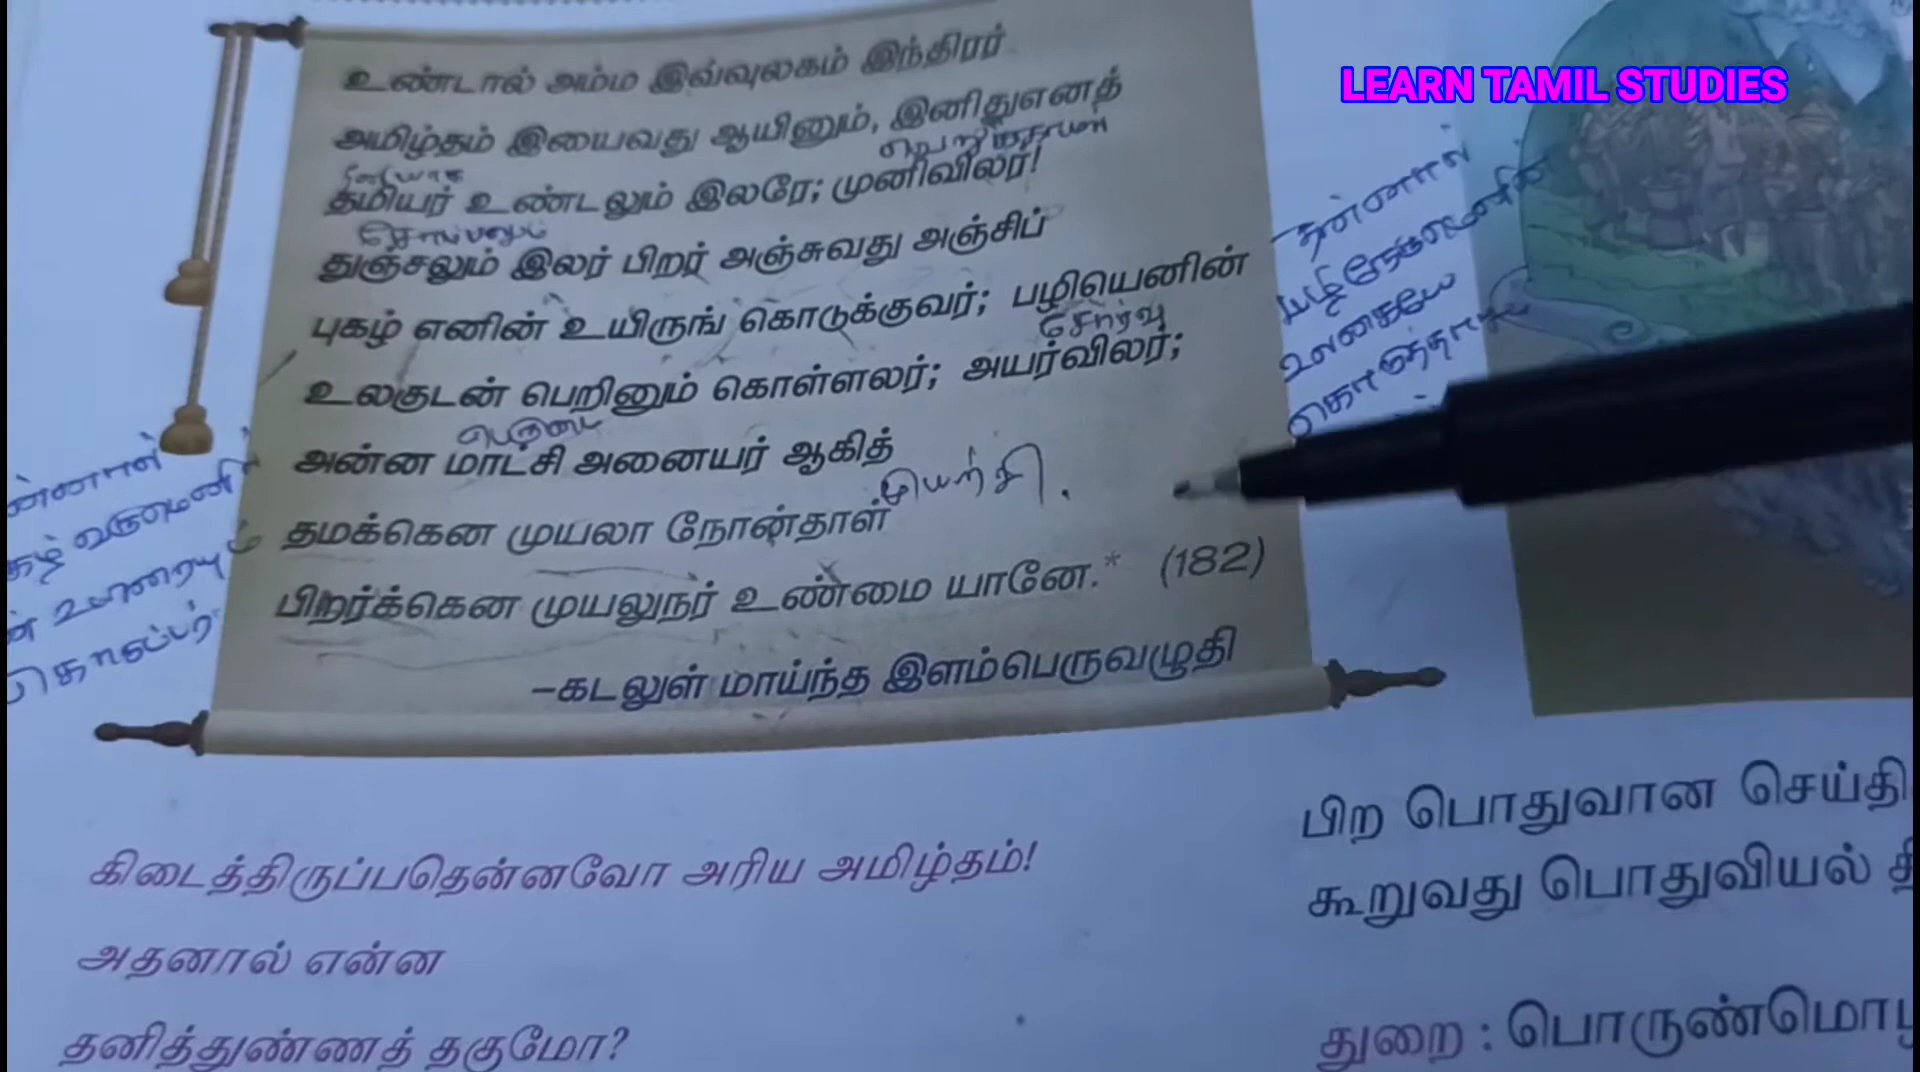 LEARN TAMIL STUDIES
உண்டால் அம்ம இவ்வுலகம் இந்திரர்
அமிழ்தம் இயைவது ஆயினும், இனிதுஎனத்
தமியர் உண்டலும் இலரே; முனிவிலர்!
துஞ்சலும் இலர் பிறர் அஞ்சுவது அஞ்சிப்
புகழ் எனின் உயிருங் கொடுக்குவர்; பழியெனின்
சோர்வு
உலகுடன் பெறினும் கொள்ளலர்; அயர்விலர்;
பெருமை
அன்ன மாட்சி அனையர் ஆகித்
முயற்சி.
தமக்கென முயலா நோன்தாள்
பிறர்க்கென முயலுநர் உண்மை யானே.* (182)
–கடலுள் மாய்ந்த இளம்பெருவழுதி
தன்னால்
உலகையே
கிடைத்திருப்பதென்னவோ அரிய அமிழ்தம்!
அதனால் என்ன
தனித்துண்ணத் தகுமோ?
பிற பொதுவான செய்தி
கூறுவது பொதுவியல் தி
துறை : பொருண்மொழ